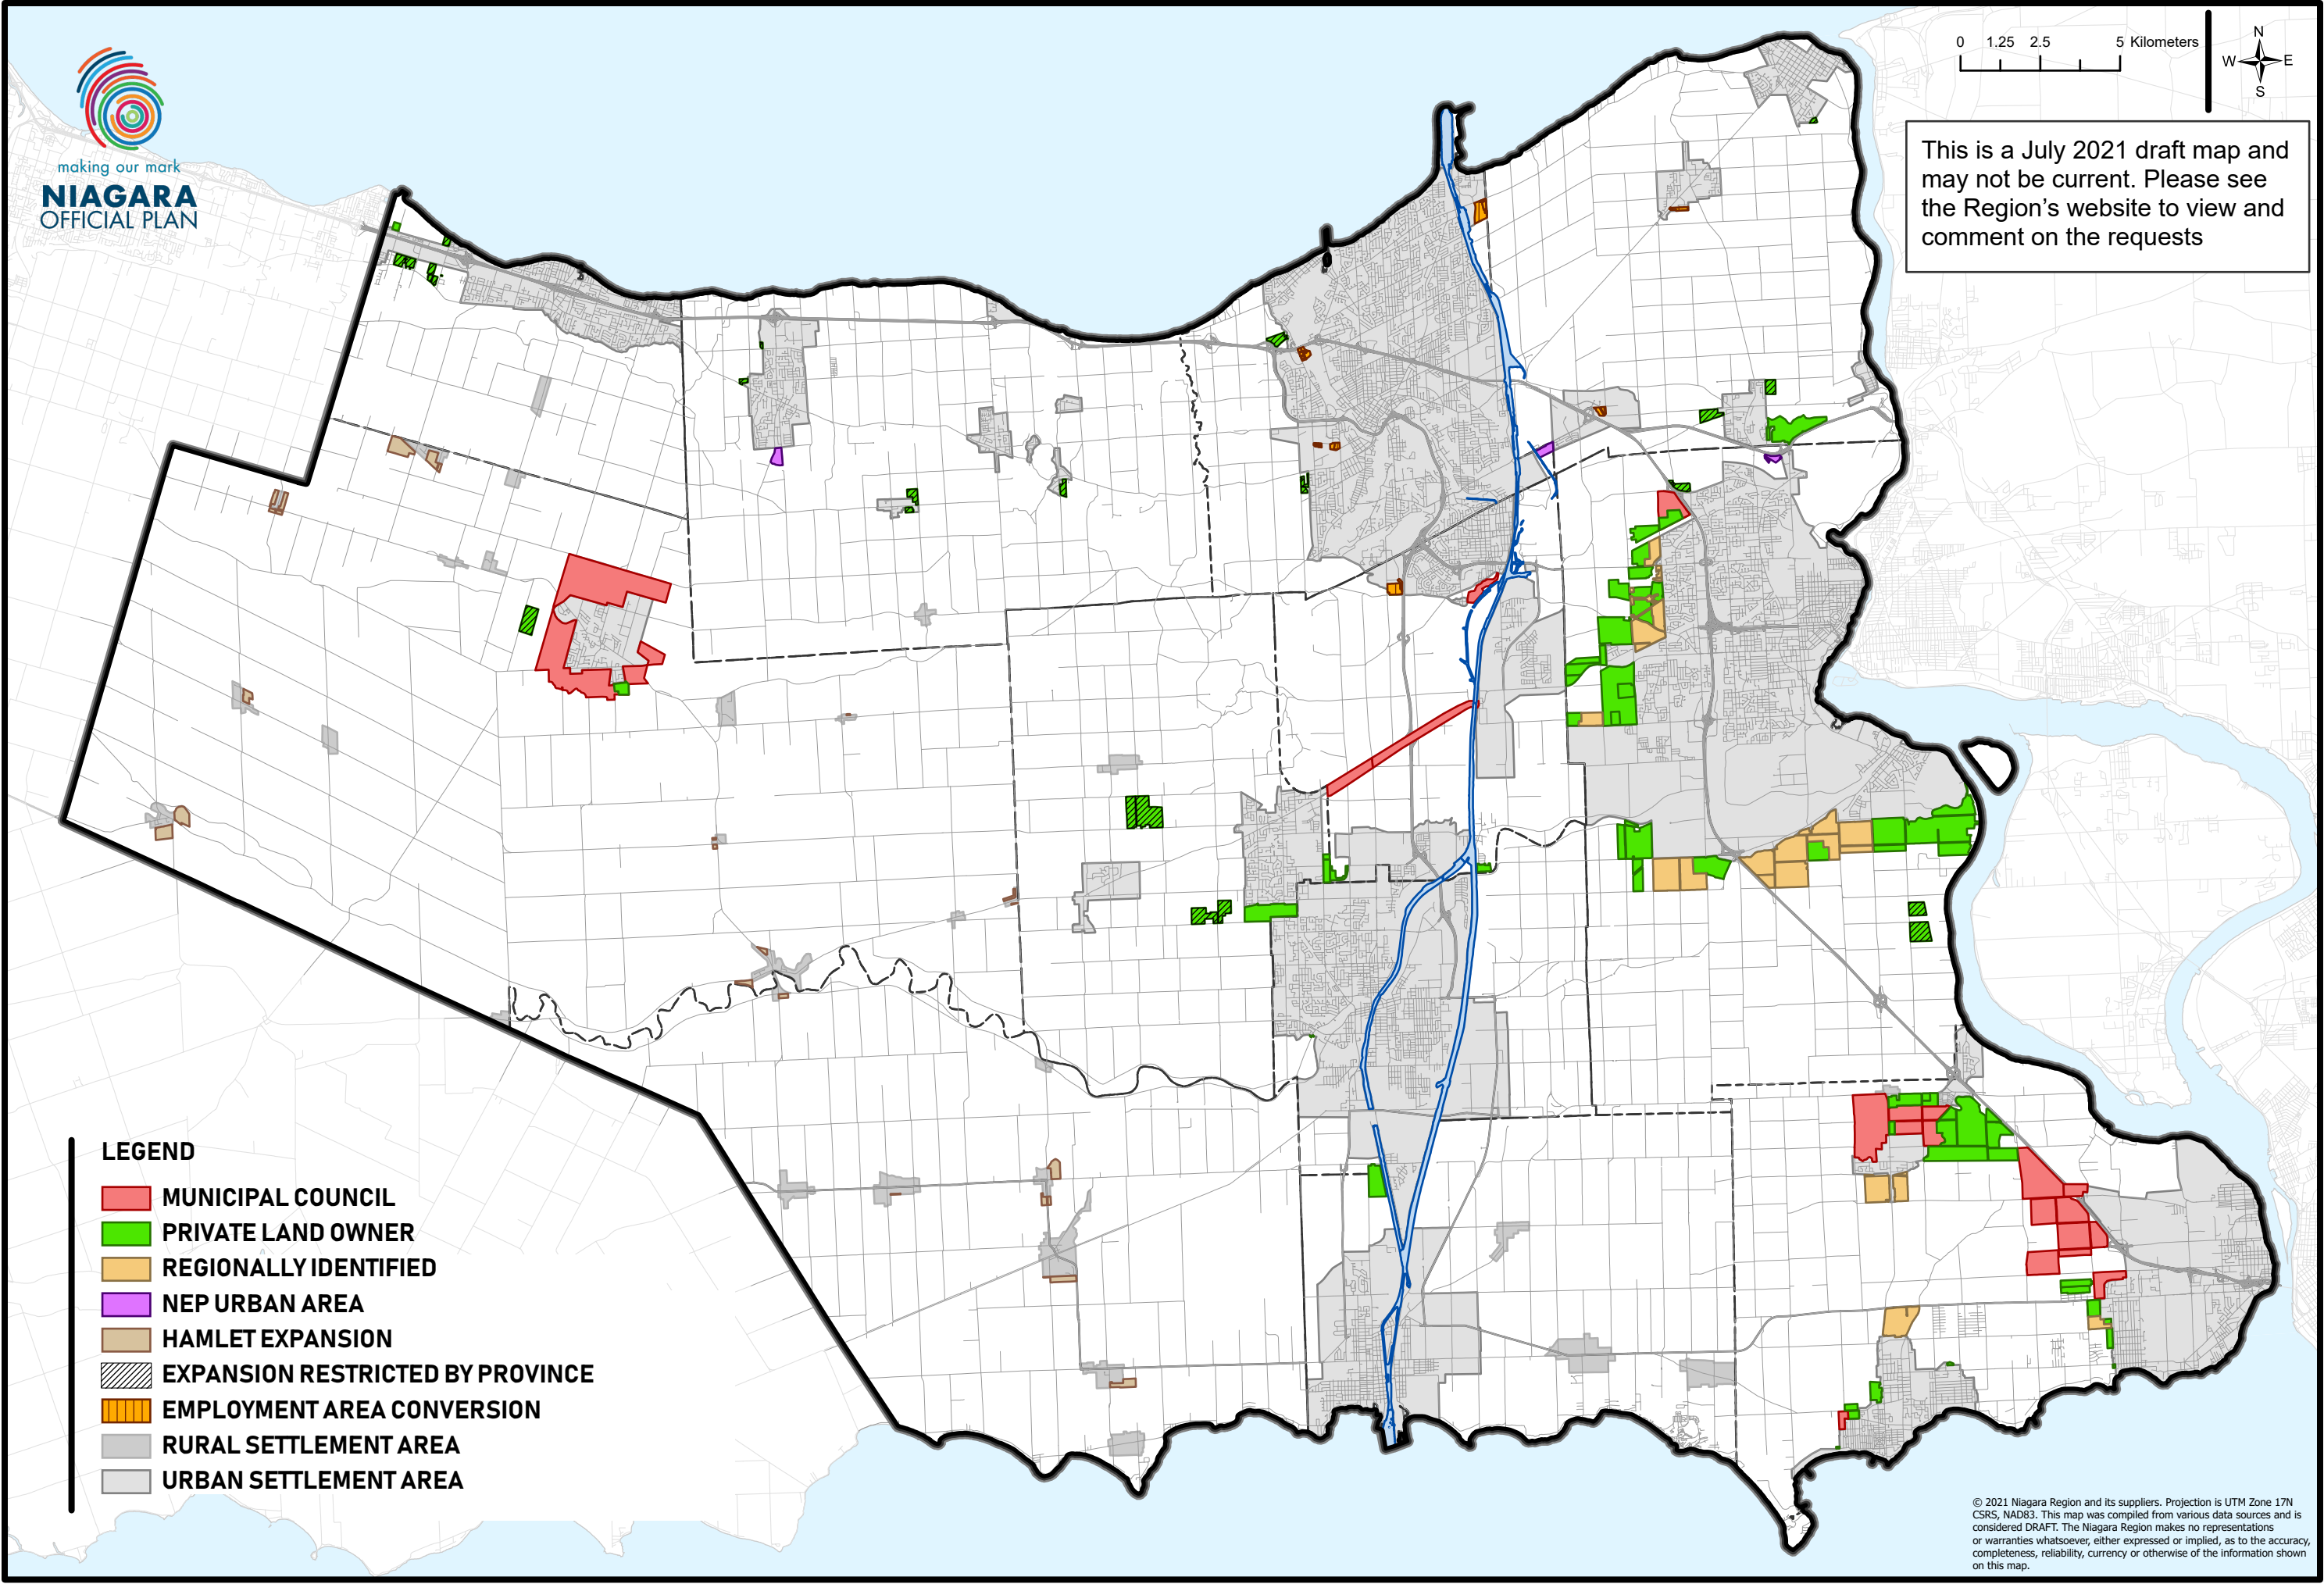 making our mark
NIAGARA
OFFICIAL PLAN
0 1.25 2.5 5 Kilometers
N
W E
S
This is a July 2021 draft map and
may not be current. Please see
the Region's website to view and
comment on the requests
LEGEND
MUNICIPAL COUNCIL
PRIVATE LAND OWNER
REGIONALLY IDENTIFIED
NEP URBAN AREA
HAMLET EXPANSION
EXPANSION RESTRICTED BY PROVINCE
EMPLOYMENT AREA CONVERSION
RURAL SETTLEMENT AREA
URBAN SETTLEMENT AREA
© 2021 Niagara Region and its suppliers. Projection is UTM Zone 17N
CSRS, NAD83. This map was compiled from various data sources and is
considered DRAFT. The Niagara Region makes no representations
or warranties whatsoever, either expressed or implied, as to the accuracy,
completeness, reliability, currency or otherwise of the information shown
on this map.